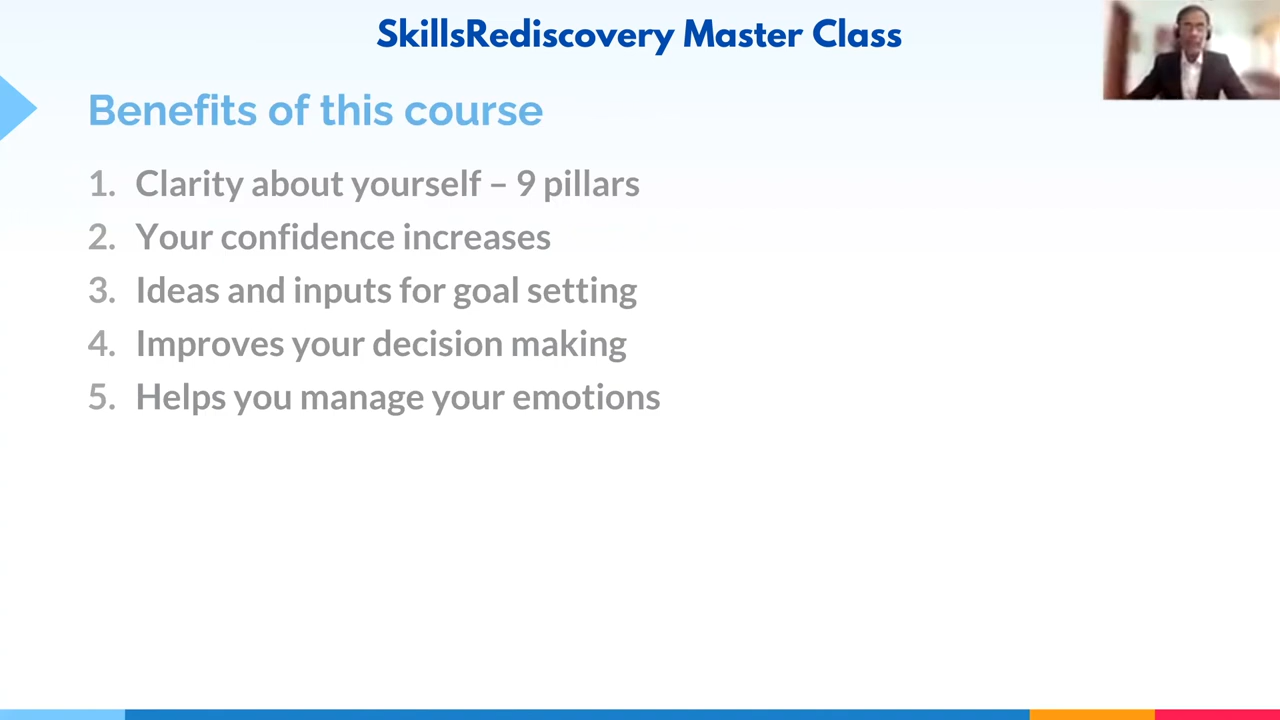 SkillsRediscovery Master Class
Benefits of this course
1. Clarity about yourself – 9 pillars
2. Your confidence increases
3. Ideas and inputs for goal setting
4. Improves your decision making
5. Helps you manage your emotions